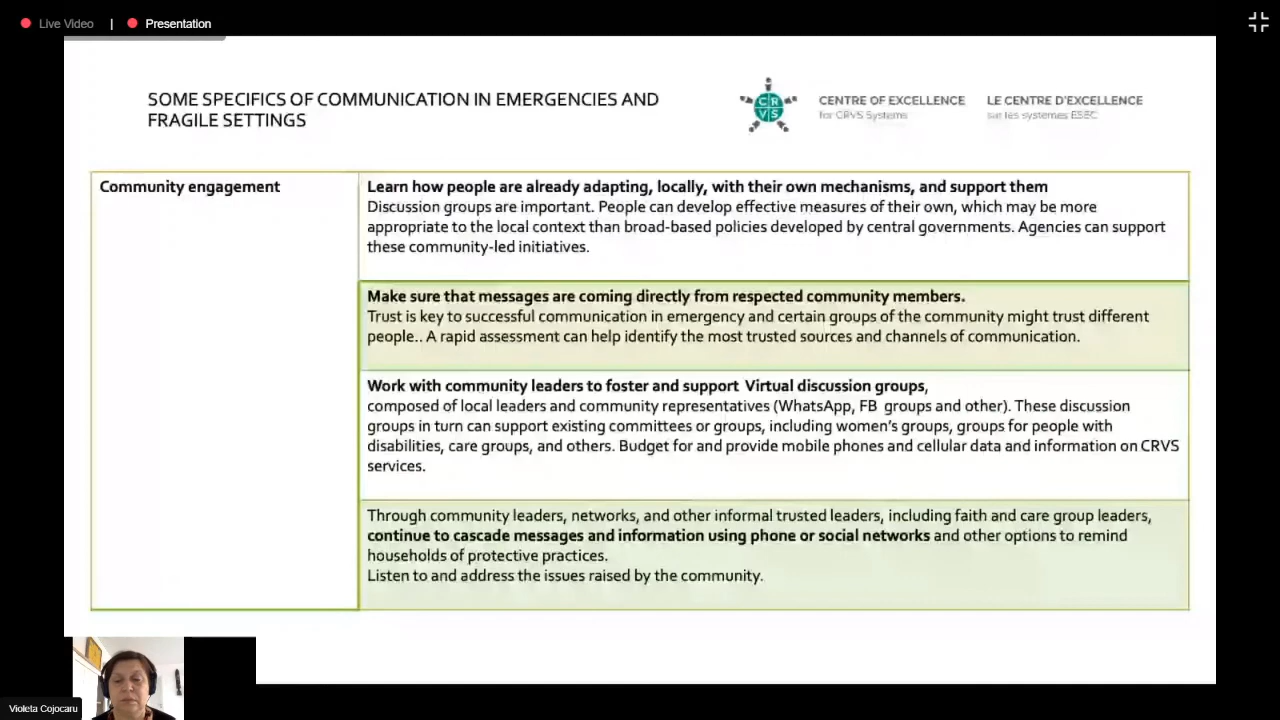 Live Video | Presentation
SOME SPECIFICS OF COMMUNICATION IN EMERGENCIES AND
FRAGILE SETTINGS
C R
V S
CENTRE OF EXCELLENCE
for CRVS Systems
LE CENTRE D'EXCELLENCE
sur les systèmes ESEC
Community engagement
Learn how people are already adapting, locally, with their own mechanisms, and support them
Discussion groups are important. People can develop effective measures of their own, which may be more
appropriate to the local context than broad-based policies developed by central governments. Agencies can support
these community-led initiatives.
Make sure that messages are coming directly from respected community members.
Trust is key to successful communication in emergency and certain groups of the community might trust different
people.. A rapid assessment can help identify the most trusted sources and channels of communication.
Work with community leaders to foster and support Virtual discussion groups,
composed of local leaders and community representatives (WhatsApp, FB groups and other). These discussion
groups in turn can support existing committees or groups, including women's groups, groups for people with
disabilities, care groups, and others. Budget for and provide mobile phones and cellular data and information on CRVS
services.
Through community leaders, networks, and other informal trusted leaders, including faith and care group leaders,
continue to cascade messages and information using phone or social networks and other options to remind
households of protective practices.
Listen to and address the issues raised by the community.
Violeta Cojocaru